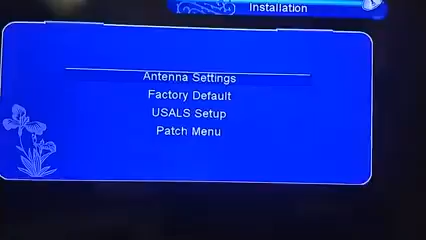 Installation
Antenna Settings
Factory Default
USALS Setup
Patch Menu